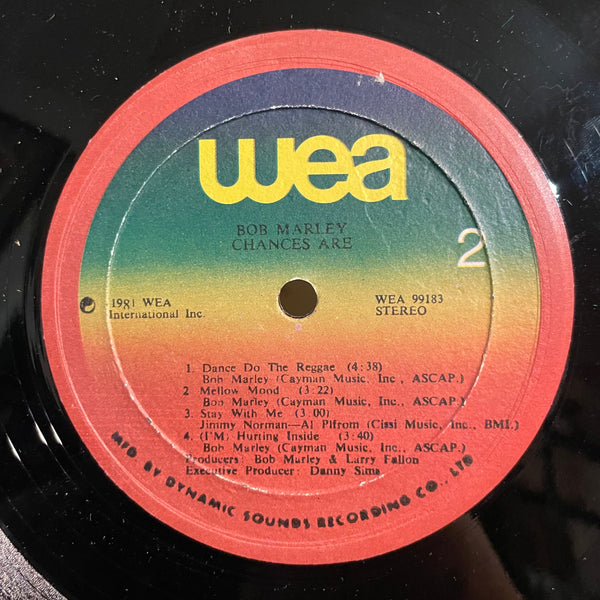 wea
BOB MARLEY
CHANCES ARE
2
℗ 1981 WEA
International Inc.
WEA 99183
STEREO
1. Dance Do The Reggae (4:38)
Bob Marley (Cayman Music, Inc., ASCAP.)
2. Mellow Mood (3:22)
Bob Marley (Cayman Music, Inc., ASCAP.)
3. Stay With Me (3.00)
Jimmy Norman—Al Plfrom (Cissi Music, Inc., BMI.)
4. (I'M) Hurting Inside (3:40)
Bob Marley (Cayman Music, Inc., ASCAP.)
Producers: Bob Marley & Larry Fallon
Executive Producer: Danny Sims
MFG. BY DYNAMIC SOUNDS RECORDING CO., LTD